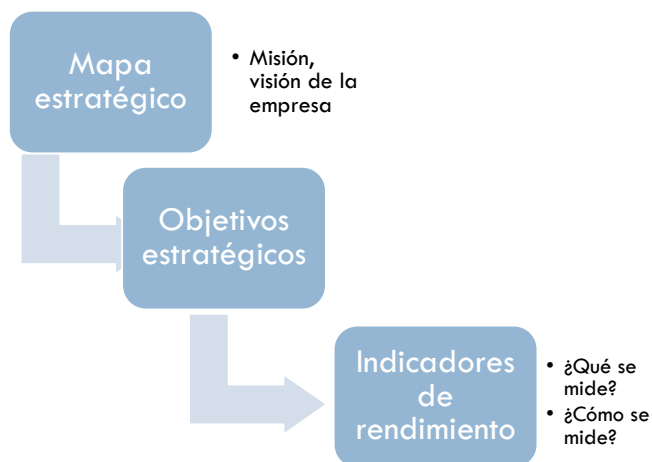 Mapa
estratégico
• Misión,
visión de la
empresa
Objetivos
estratégicos
Indicadores
de
rendimiento
• ¿Qué se
mide?
• ¿Cómo se
mide?